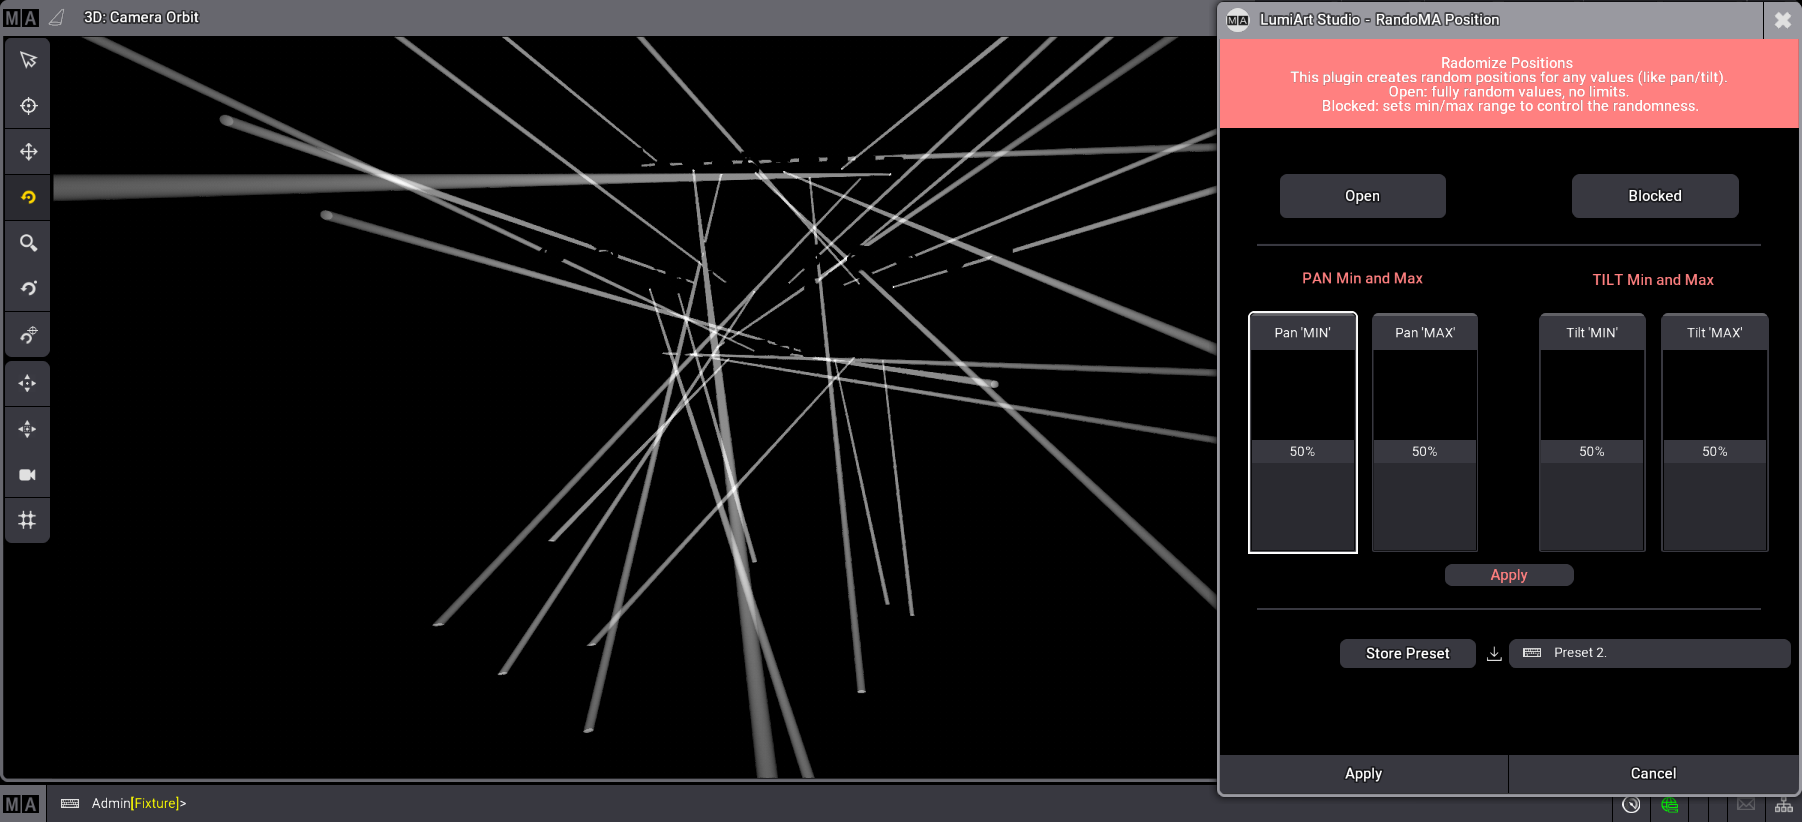 MA 3D: Camera Orbit
MA LumiArt Studio - RandoMA Position
Radomize Positions
This plugin creates random positions for any values (like pan/tilt).
Open: fully random values, no limits.
Blocked: sets min/max range to control the randomness.
Open Blocked
PAN Min and Max TILT Min and Max
Pan 'MIN' Pan 'MAX' Tilt 'MIN' Tilt 'MAX'
50% 50% 50% 50%
Apply
Store Preset Preset 2.
Apply Cancel
MA Admin[Fixture]>